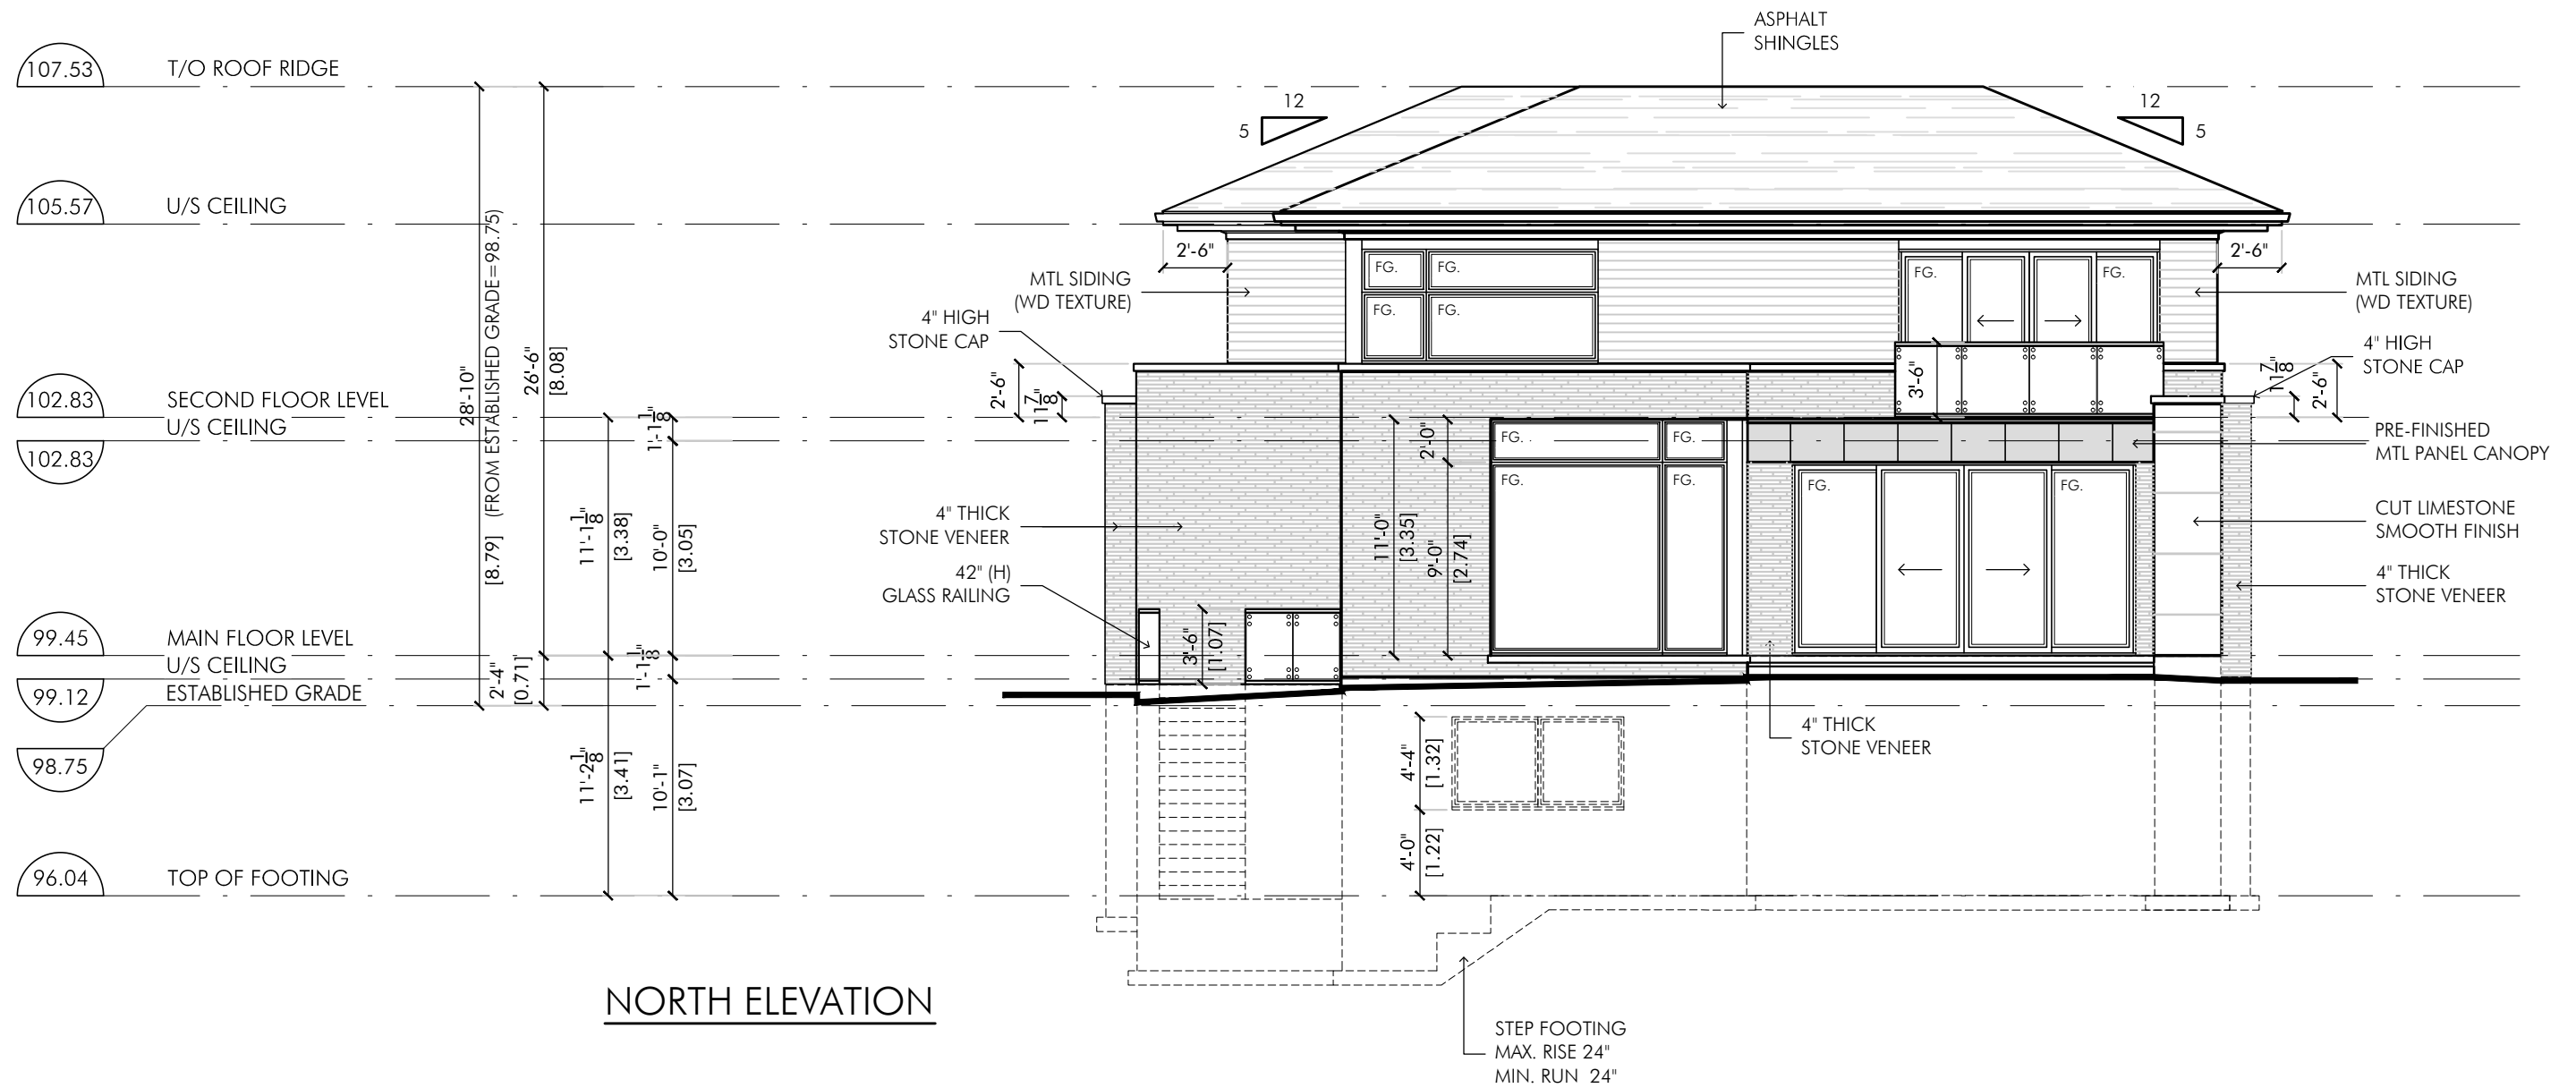 ASPHALT
SHINGLES
107.53
T/O ROOF RIDGE
12
5
12
5
105.57
U/S CEILING
2'-6"
2'-6"
FG.
FG.
FG.
FG.
FG.
FG.
MTL SIDING
(WD TEXTURE)
MTL SIDING
(WD TEXTURE)
4" HIGH
STONE CAP
4" HIGH
STONE CAP
28'-10"
[8.79] (FROM ESTABLISHED GRADE=98.75)
26'-6"
[8.08]
2'-6"
11 7/8"
3'-6"
11 7/8"
2'-6"
102.83
SECOND FLOOR LEVEL
U/S CEILING
102.83
1'-1 1/8"
2'-0"
FG.
FG.
FG.
FG.
FG.
FG.
PRE-FINISHED
MTL PANEL CANOPY
11'-1 1/8"
[3.38]
10'-0"
[3.05]
4" THICK
STONE VENEER
11'-0"
[3.35]
9'-0"
[2.74]
CUT LIMESTONE
SMOOTH FINISH
42" (H)
GLASS RAILING
4" THICK
STONE VENEER
3'-6"
[1.07]
99.45
MAIN FLOOR LEVEL
U/S CEILING
99.12
ESTABLISHED GRADE
2'-4"
[0.71]
1'-1 1/8"
98.75
4" THICK
STONE VENEER
11'-2 1/8"
[3.41]
10'-1"
[3.07]
4'-4"
[1.32]
4'-0"
[1.22]
96.04
TOP OF FOOTING
NORTH ELEVATION
STEP FOOTING
MAX. RISE 24"
MIN. RUN 24"